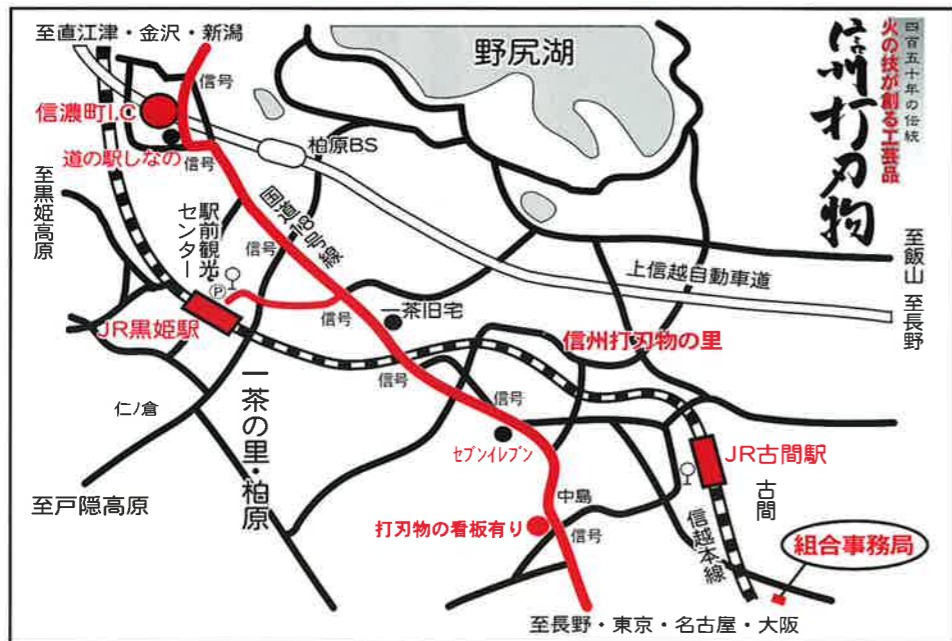 四百五十年の伝統
火の技が創る工芸品
信州打刃物
至直江津・金沢・新潟
野尻湖
信号
信濃町I.C
柏原BS
道の駅しなの
信号
至黒姫高原
駅前観光
センター
国道18号線
信号
至飯山
至長野
上信越自動車道
P
信号
一茶旧宅
JR黒姫駅
信州打刃物の里
信号
仁ノ倉
一茶の里・柏原
信号
セブンイレブン
JR古間駅
古間
中島
至戸隠高原
打刃物の看板有り
信号
信越本線
組合事務局
至長野・東京・名古屋・大阪